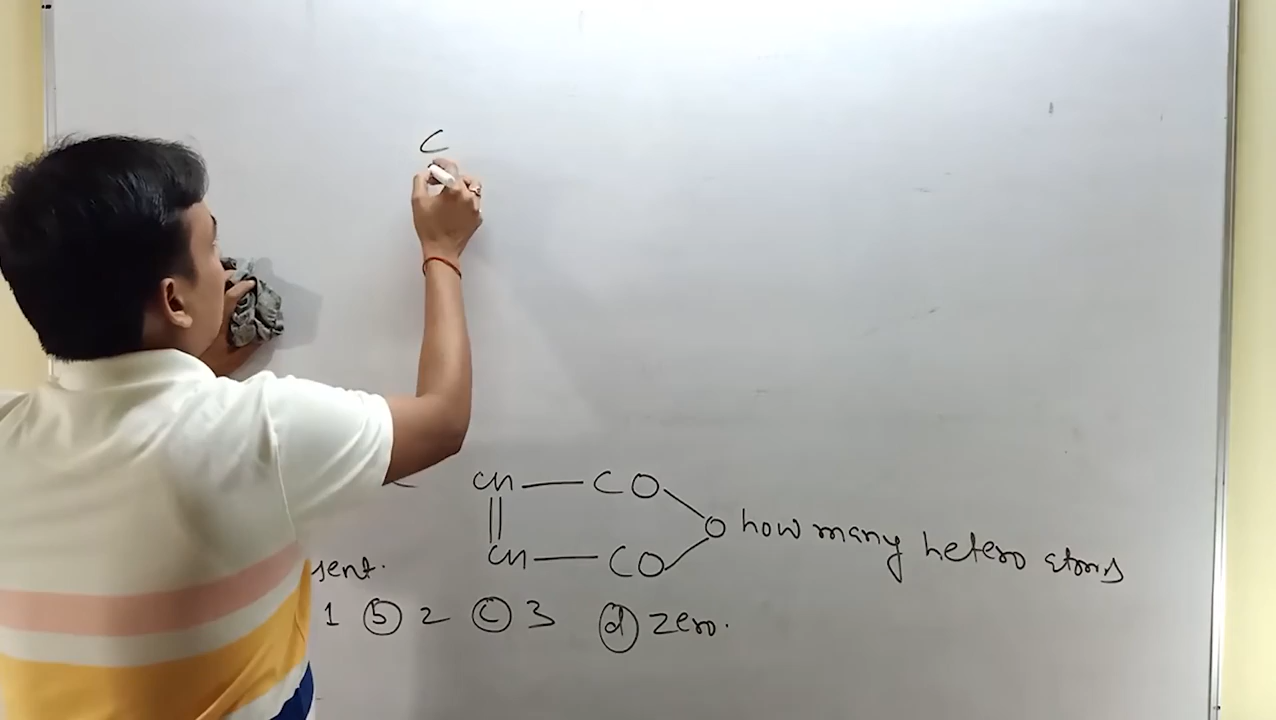 C
CH — CO
|| O how many hetero atoms
CH — CO
sent.
1 (b) 2 (c) 3 (d) zero.